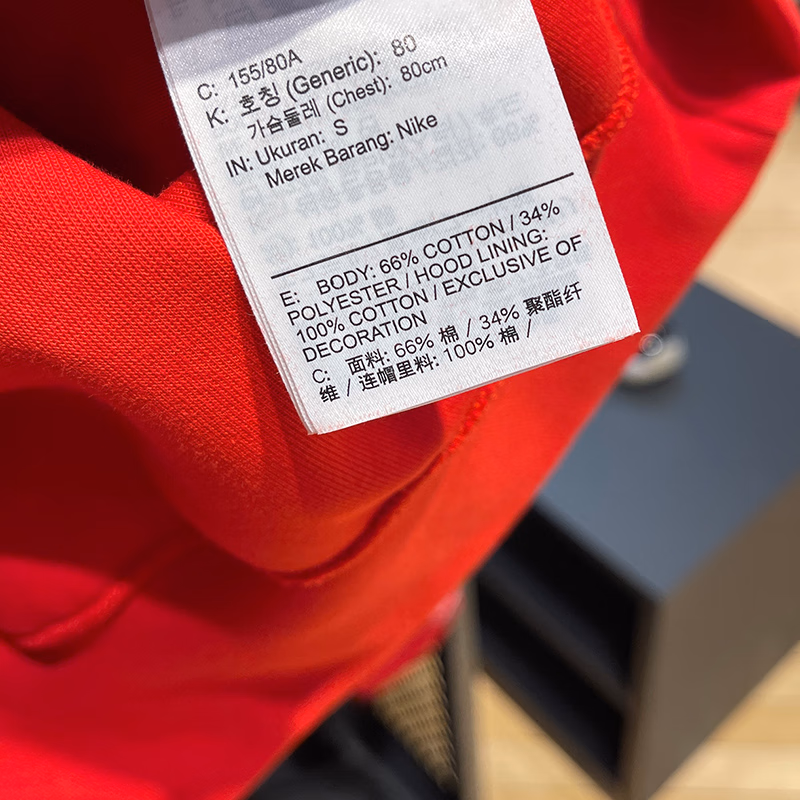 C: 155/80A
K: 호칭 (Generic): 80
가슴둘레 (Chest): 80cm
IN: Ukuran: S
Merek Barang: Nike
E: BODY: 66% COTTON / 34%
POLYESTER / HOOD LINING:
100% COTTON / EXCLUSIVE OF
DECORATION
C: 面料: 66% 棉 / 34% 聚酯纤
维 / 连帽里料: 100% 棉 /